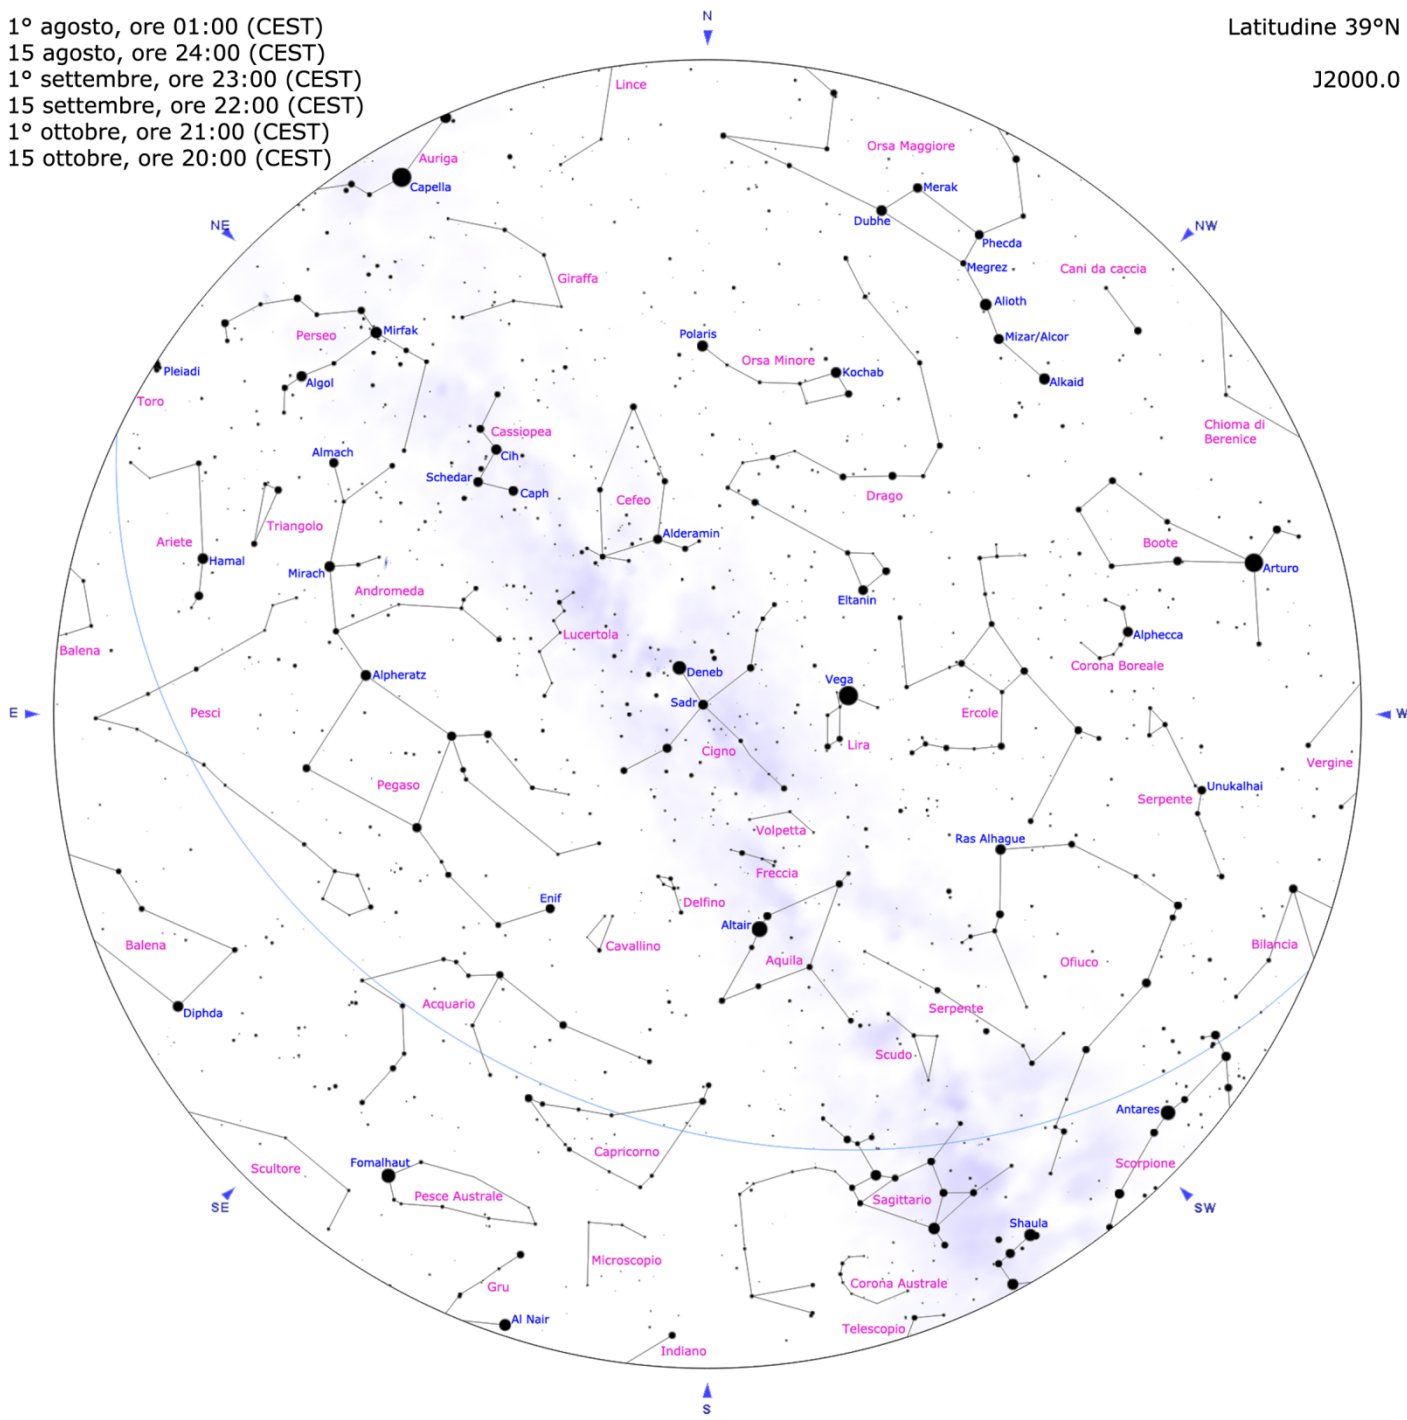 1° agosto, ore 01:00 (CEST)
15 agosto, ore 24:00 (CEST)
1° settembre, ore 23:00 (CEST)
15 settembre, ore 22:00 (CEST)
1° ottobre, ore 21:00 (CEST)
15 ottobre, ore 20:00 (CEST)
Latitudine 39°N
J2000.0
N
Lince
Orsa Maggiore
Auriga
Capella
Merak
Dubhe
NE
NW
Phecda
Megrez
Cani da caccia
Giraffa
Alioth
Mirfak
Perseo
Polaris
Mizar/Alcor
Orsa Minore
Pleiadi
Kochab
Algol
Alkaid
Toro
Cassiopea
Chioma di
Berenice
Almach
Cih
Schedar
Caph
Cefeo
Drago
Triangolo
Alderamin
Ariete
Boote
Hamal
Mirach
Arturo
Andromeda
Eltanin
Lucertola
Alphecca
Balena
Corona Boreale
Alpheratz
Deneb
Vega
Sadr
E
Pesci
Ercole
W
Cigno
Lira
Vergine
Pegaso
Unukalhai
Serpente
Volpetta
Ras Alhague
Freccia
Enif
Delfino
Altair
Balena
Cavallino
Bilancia
Aquila
Ofiuco
Acquario
Serpente
Diphda
Scudo
Antares
Capricorno
Fomalhaut
Scorpione
Scultore
Pesce Australe
Sagittario
SE
SW
Shaula
Microscopio
Gru
Corona Australe
Al Nair
Telescopio
Indiano
S